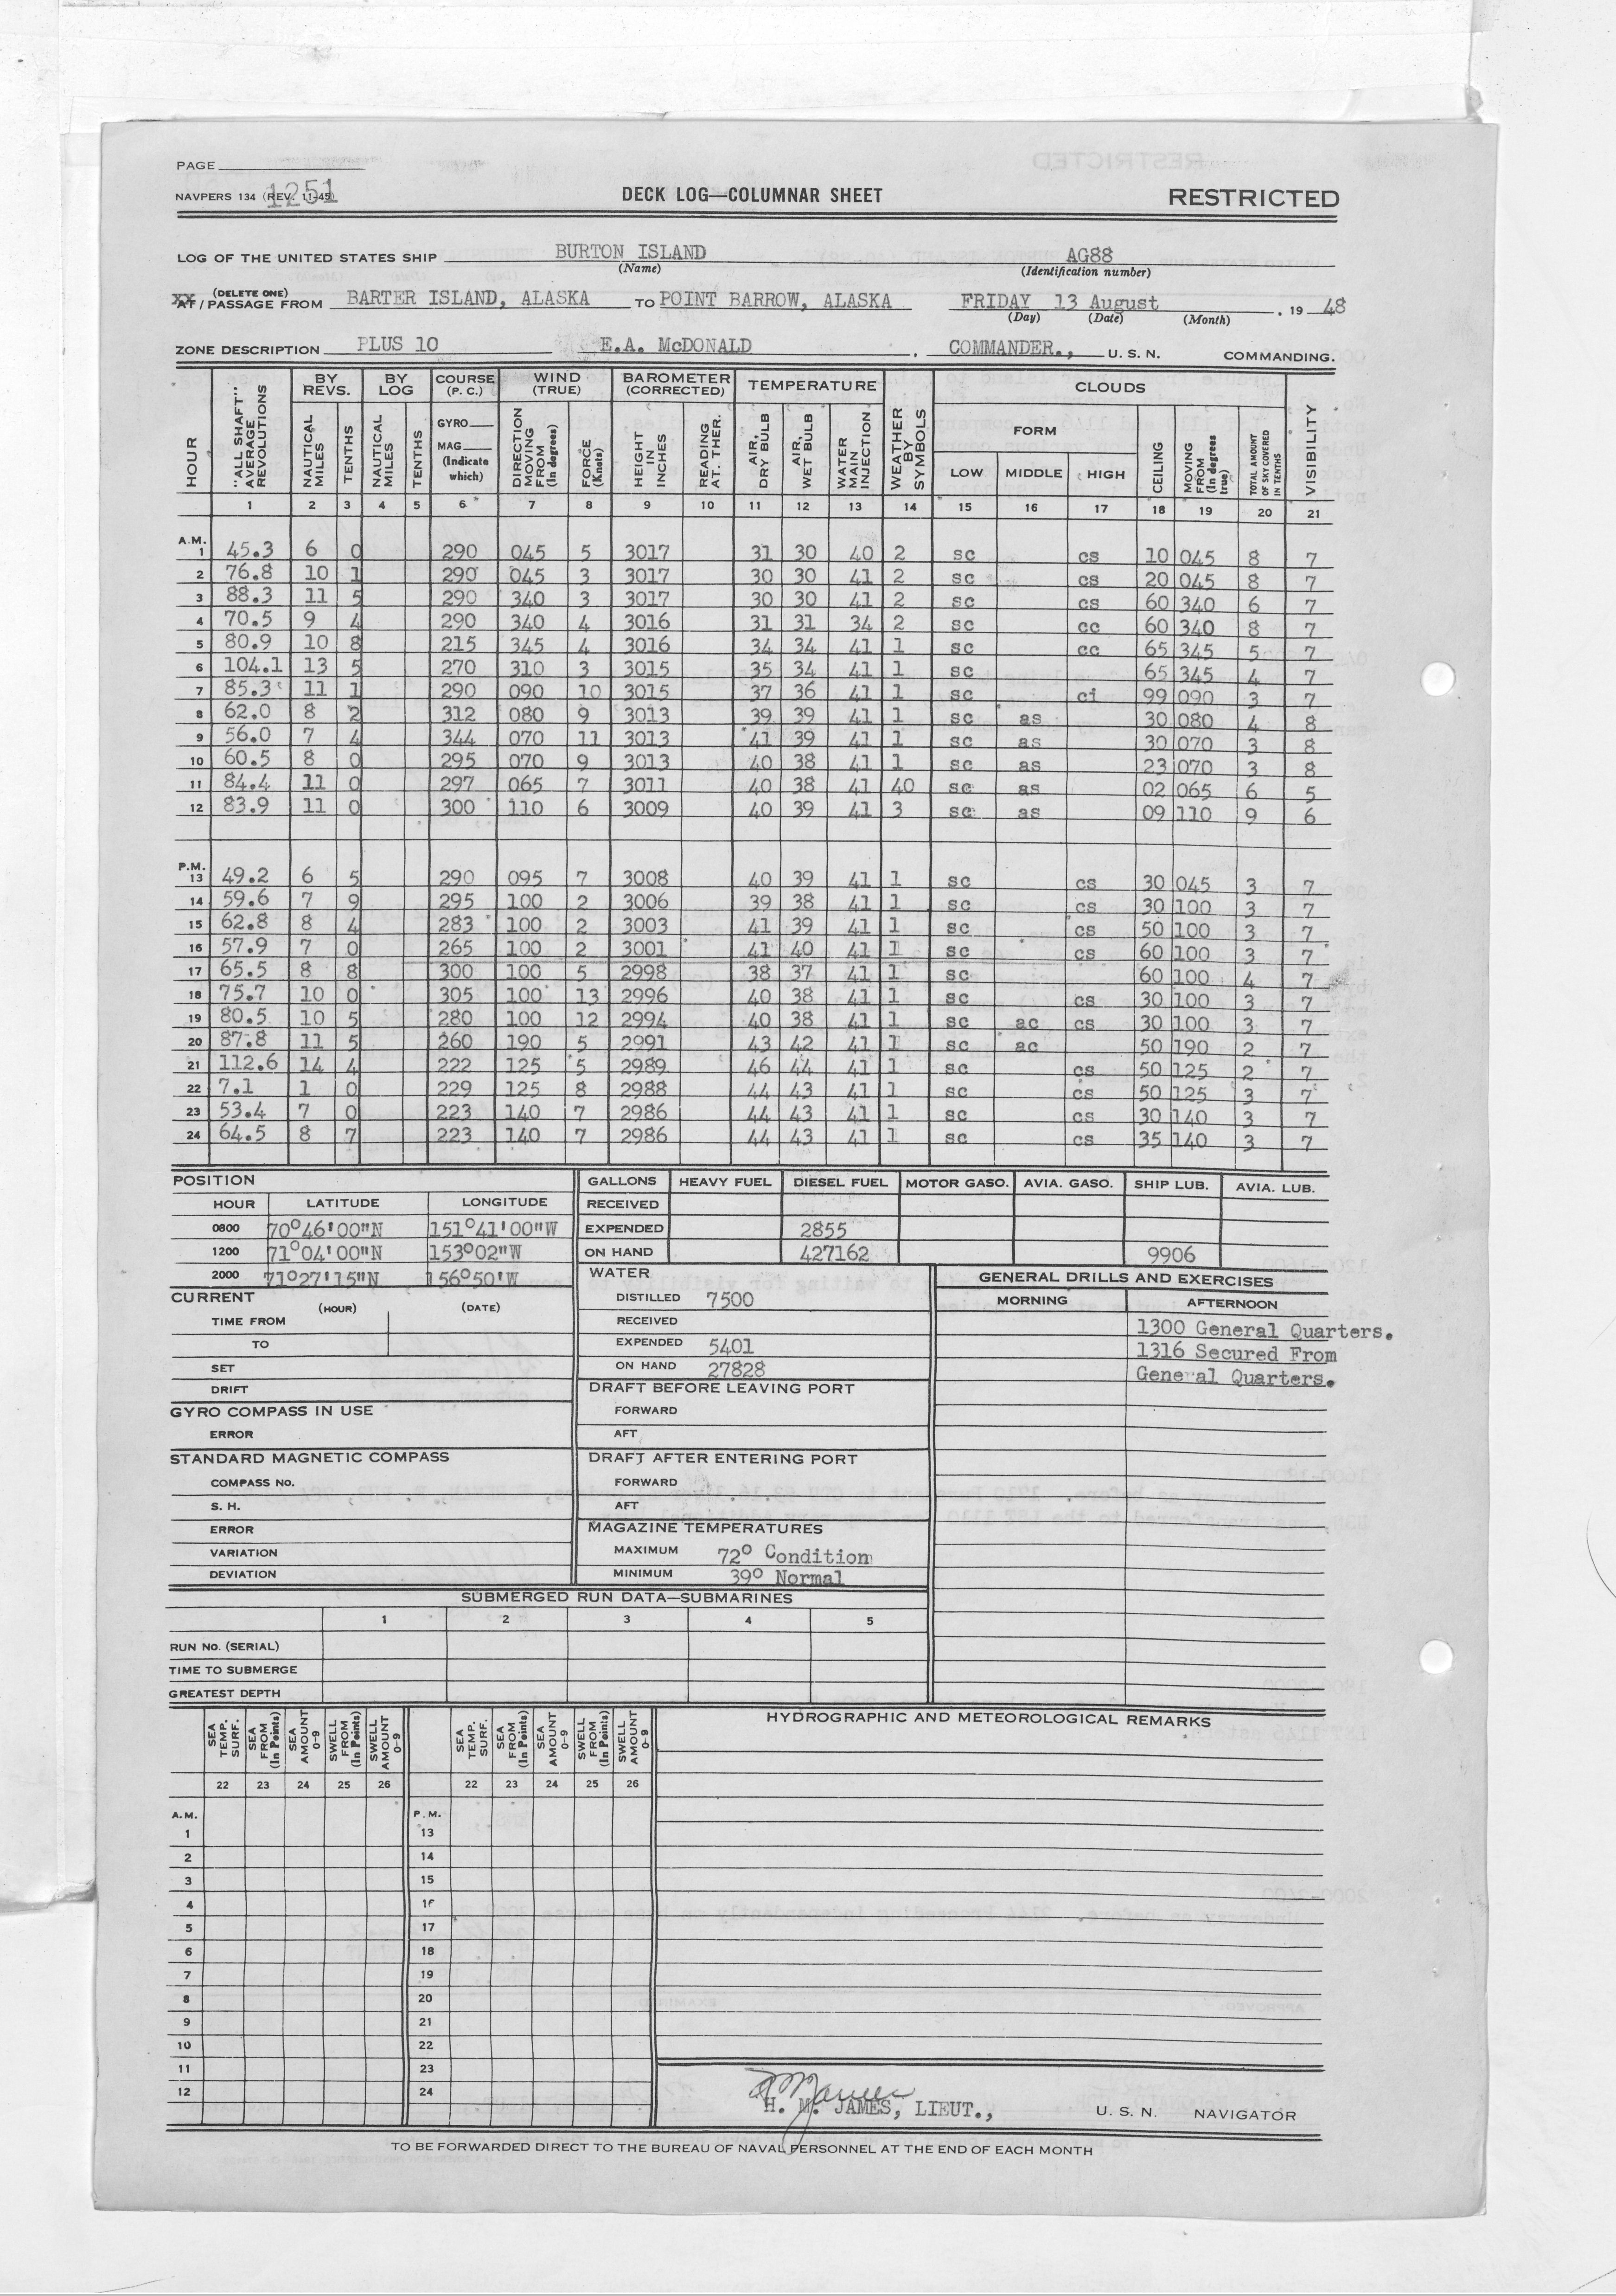 PAGE
NAVPERS 134 (REV. 11-45) 1251 DECK LOG—COLUMNAR SHEET RESTRICTED
LOG OF THE UNITED STATES SHIP BURTON ISLAND AG88
(Name) (Identification number)
XX AT / (DELETE ONE) PASSAGE FROM BARTER ISLAND, ALASKA TO POINT BARROW, ALASKA FRIDAY 13 August , 19 48
(Day) (Date) (Month)
ZONE DESCRIPTION PLUS 10 E.A. McDONALD , COMMANDER., U. S. N. COMMANDING.
HOUR "ALL SHAFT" AVERAGE REVOLUTIONS BY REVS. NAUTICAL MILES TENTHS BY LOG NAUTICAL MILES TENTHS COURSE (P. C.) GYRO MAG (Indicate which) WIND (TRUE) DIRECTION MOVING FROM (In degrees) FORCE (Knots) BAROMETER (CORRECTED) HEIGHT IN INCHES READING AT. THER. TEMPERATURE AIR, DRY BULB AIR, WET BULB WATER MAIN INJECTION WEATHER BY SYMBOLS CLOUDS FORM LOW MIDDLE HIGH CEILING MOVING FROM (In degrees true) TOTAL AMOUNT OF SKY COVERED IN TENTHS VISIBILITY
1 2 3 4 5 6 7 8 9 10 11 12 13 14 15 16 17 18 19 20 21
A.M.
1 45.3 6 0 290 045 5 3017 31 30 40 2 sc cs 10 045 8 7
2 76.8 10 1 290 045 3 3017 30 30 41 2 sc cs 20 045 8 7
3 88.3 11 5 290 340 3 3017 30 30 41 2 sc cs 60 340 6 7
4 70.5 9 4 290 340 4 3016 31 31 34 2 sc cc 60 340 8 7
5 80.9 10 8 215 345 4 3016 34 34 41 1 sc cc 65 345 5 7
6 104.1 13 5 270 310 3 3015 35 34 41 1 sc 65 345 4 7
7 85.3 11 1 290 090 10 3015 37 36 41 1 sc ci 99 090 3 7
8 62.0 8 2 312 080 9 3013 39 39 41 1 sc as 30 080 4 8
9 56.0 7 4 344 070 11 3013 41 39 41 1 sc as 30 070 3 8
10 60.5 8 0 295 070 9 3013 40 38 41 1 sc as 23 070 3 8
11 84.4 11 0 297 065 7 3011 40 38 41 40 sc as 02 065 6 5
12 83.9 11 0 300 110 6 3009 40 39 41 3 sc as 09 110 9 6
P.M.
13 49.2 6 5 290 095 7 3008 40 39 41 1 sc cs 30 045 3 7
14 59.6 7 9 295 100 2 3006 39 38 41 1 sc cs 30 100 3 7
15 62.8 8 4 283 100 2 3003 41 39 41 1 sc cs 50 100 3 7
16 57.9 7 0 265 100 2 3001 41 40 41 1 sc cs 60 100 3 7
17 65.5 8 8 300 100 5 2998 38 37 41 1 sc 60 100 4 7
18 75.7 10 0 305 100 13 2996 40 38 41 1 sc cs 30 100 3 7
19 80.5 10 5 280 100 12 2994 40 38 41 1 sc ac cs 30 100 3 7
20 87.8 11 5 260 190 5 2991 43 42 41 1 sc ac 50 190 2 7
21 112.6 14 4 222 125 5 2989 46 44 41 1 sc cs 50 125 2 7
22 7.1 1 0 229 125 8 2988 44 43 41 1 sc cs 50 125 3 7
23 53.4 7 0 223 140 7 2986 44 43 41 1 sc cs 30 140 3 7
24 64.5 8 7 223 140 7 2986 44 43 41 1 sc cs 35 140 3 7
POSITION
HOUR LATITUDE LONGITUDE
0800 70°46'00"N 151°41'00"W
1200 71°04'00"N 153°02"W
2000 71°27'15"N 156°50'W
CURRENT (HOUR) (DATE)
TIME FROM
TO
SET
DRIFT
GYRO COMPASS IN USE
ERROR
STANDARD MAGNETIC COMPASS
COMPASS NO.
S. H.
ERROR
VARIATION
DEVIATION
GALLONS HEAVY FUEL DIESEL FUEL MOTOR GASO. AVIA. GASO. SHIP LUB. AVIA. LUB.
RECEIVED
EXPENDED 2855
ON HAND 427162 9906
WATER
DISTILLED 7500
RECEIVED
EXPENDED 5401
ON HAND 27828
DRAFT BEFORE LEAVING PORT
FORWARD
AFT
DRAFT AFTER ENTERING PORT
FORWARD
AFT
MAGAZINE TEMPERATURES
MAXIMUM 72° Condition
MINIMUM 39° Normal
GENERAL DRILLS AND EXERCISES
MORNING AFTERNOON
1300 General Quarters.
1316 Secured From
General Quarters.
SUBMERGED RUN DATA—SUBMARINES
1 2 3 4 5
RUN NO. (SERIAL)
TIME TO SUBMERGE
GREATEST DEPTH
SEA TEMP. SURF. SEA FROM (In Points) SEA AMOUNT 0-9 SWELL FROM (In Points) SWELL AMOUNT 0-9 SEA TEMP. SURF. SEA FROM (In Points) SEA AMOUNT 0-9 SWELL FROM (In Points) SWELL AMOUNT 0-9
22 23 24 25 26 22 23 24 25 26
A.M. P.M.
1 13
2 14
3 15
4 16
5 17
6 18
7 19
8 20
9 21
10 22
11 23
12 24
HYDROGRAPHIC AND METEOROLOGICAL REMARKS
H. M. JAMES, LIEUT., U. S. N. NAVIGATOR
TO BE FORWARDED DIRECT TO THE BUREAU OF NAVAL PERSONNEL AT THE END OF EACH MONTH